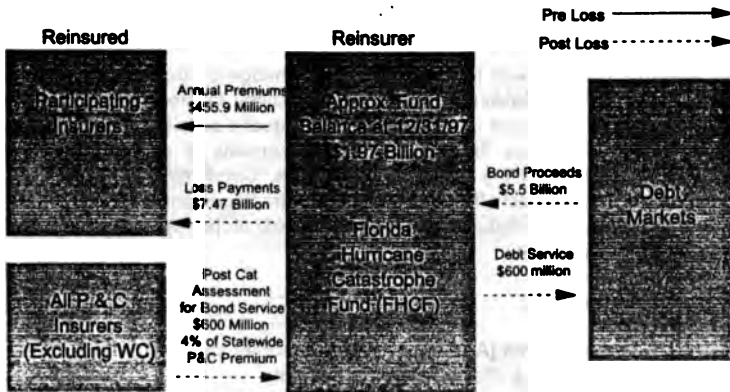 Pre Loss
Post Loss
Reinsured
Reinsurer
Participating
Insurers
Annual Premiums
$455.9 Million
Approx. Fund
Balance at 12/31/97
$1.97 Billion
Loss Payments
$7.47 Billion
Bond Proceeds
$5.5 Billion
Debt
Markets
Florida
Hurricane
Catastrophe
Fund (FHCF)
Debt Service
$600 million
All P & C
Insurers
(Excluding WC)
Post Cat
Assessment
for Bond Service
$600 Million
4% of Statewide
P&C Premium